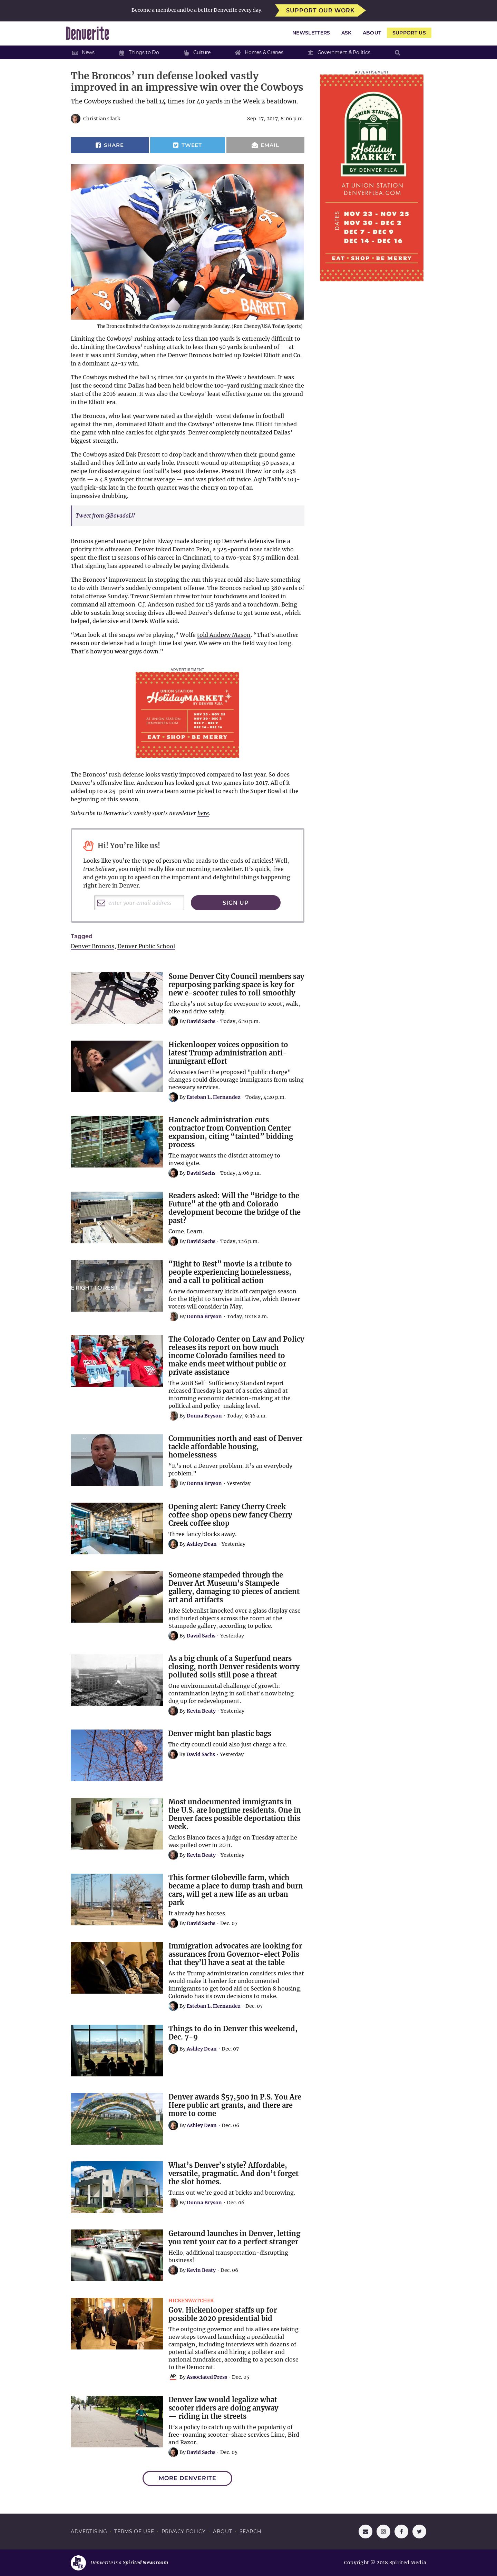 Become a member and be a better Denverite every day.
SUPPORT OUR WORK
Denverite
NEWSLETTERS
ASK
ABOUT
SUPPORT US
News
Things to Do
Culture
Homes & Cranes
Government & Politics
The Broncos’ run defense looked vastly
improved in an impressive win over the Cowboys
The Cowboys rushed the ball 14 times for 40 yards in the Week 2 beatdown.
Christian Clark
Sep. 17, 2017, 8:06 p.m.
SHARE
TWEET
EMAIL
BARRETT
The Broncos limited the Cowboys to 40 rushing yards Sunday. (Ron Chenoy/USA Today Sports)
Limiting the Cowboys’ rushing attack to less than 100 yards is extremely difficult to
do. Limiting the Cowboys’ rushing attack to less than 50 yards is unheard of — at
least it was until Sunday, when the Denver Broncos bottled up Ezekiel Elliott and Co.
in a dominant 42-17 win.
The Cowboys rushed the ball 14 times for 40 yards in the Week 2 beatdown. It was
just the second time Dallas had been held below the 100-yard rushing mark since the
start of the 2016 season. It was also the Cowboys’ least effective game on the ground
in the Elliott era.
The Broncos, who last year were rated as the eighth-worst defense in football
against the run, dominated Elliott and the Cowboys’ offensive line. Elliott finished
the game with nine carries for eight yards. Denver completely neutralized Dallas’
biggest strength.
The Cowboys asked Dak Prescott to drop back and throw when their ground game
stalled and they fell into an early hole. Prescott wound up attempting 50 passes, a
recipe for disaster against football’s best pass defense. Prescott threw for 238
yards — a 4.8 yards per throw average — and was picked off twice. Aqib Talib’s 103-
yard pick-six late in the fourth quarter was the cherry on top of an
impressive drubbing.
Tweet from @BovadaLV
Broncos general manager John Elway made shoring up Denver’s defensive line a
priority this offseason. Denver inked Domato Peko, a 325-pound nose tackle who
spent the first 11 seasons of his career in Cincinnati, to a two-year $7.5 million deal.
That signing has appeared to already be paying dividends.
The Broncos’ improvement in stopping the run this year could also have something
to do with Denver’s suddenly competent offense. The Broncos racked up 380 yards of
total offense Sunday. Trevor Siemian threw for four touchdowns and looked in
command all afternoon. C.J. Anderson rushed for 118 yards and a touchdown. Being
able to sustain long scoring drives allowed Denver’s defense to get some rest, which
helped, defensive end Derek Wolfe said.
“Man look at the snaps we’re playing,” Wolfe told Andrew Mason. “That’s another
reason our defense had a tough time last year. We were on the field way too long.
That’s how you wear guys down.”
ADVERTISEMENT
UNION STATION
Holiday MARKET
BY DENVER FLEA
AT UNION STATION
DENVERFLEA.COM
NOV 23 - NOV 25
NOV 30 - DEC 2
DEC 7 - DEC 9
DEC 14 - DEC 16
EAT • SHOP • BE MERRY
The Broncos’ rush defense looks vastly improved compared to last year. So does
Denver’s offensive line. Anderson has looked great two games into 2017. All of it
added up to a 25-point win over a team some picked to reach the Super Bowl at the
beginning of this season.
Subscribe to Denverite’s weekly sports newsletter here.
Hi! You’re like us!
Looks like you’re the type of person who reads to the ends of articles! Well,
true believer, you might really like our morning newsletter. It’s quick, free
and gets you up to speed on the important and delightful things happening
right here in Denver.
enter your email address
SIGN UP
Tagged
Denver Broncos, Denver Public School
Some Denver City Council members say
repurposing parking space is key for
new e-scooter rules to roll smoothly
The city’s not setup for everyone to scoot, walk,
bike and drive safely.
By David Sachs - Today, 6:10 p.m.
Hickenlooper voices opposition to
latest Trump administration anti-
immigrant effort
Advocates fear the proposed "public charge"
changes could discourage immigrants from using
necessary services.
By Esteban L. Hernandez - Today, 4:20 p.m.
Hancock administration cuts
contractor from Convention Center
expansion, citing “tainted” bidding
process
The mayor wants the district attorney to
investigate.
By David Sachs - Today, 4:06 p.m.
Readers asked: Will the “Bridge to the
Future” at the 9th and Colorado
development become the bridge of the
past?
Come. Learn.
By David Sachs - Today, 1:16 p.m.
“Right to Rest” movie is a tribute to
people experiencing homelessness,
and a call to political action
A new documentary kicks off campaign season
for the Right to Survive Initiative, which Denver
voters will consider in May.
By Donna Bryson - Today, 10:18 a.m.
The Colorado Center on Law and Policy
releases its report on how much
income Colorado families need to
make ends meet without public or
private assistance
The 2018 Self-Sufficiency Standard report
released Tuesday is part of a series aimed at
informing economic decision-making at the
political and policy-making level.
By Donna Bryson - Today, 9:36 a.m.
Communities north and east of Denver
tackle affordable housing,
homelessness
"It’s not a Denver problem. It’s an everybody
problem."
By Donna Bryson - Yesterday
Opening alert: Fancy Cherry Creek
coffee shop opens new fancy Cherry
Creek coffee shop
Three fancy blocks away.
By Ashley Dean - Yesterday
Someone stampeded through the
Denver Art Museum’s Stampede
gallery, damaging 10 pieces of ancient
art and artifacts
Jake Siebenlist knocked over a glass display case
and hurled objects across the room at the
Stampede gallery, according to police.
By David Sachs - Yesterday
As a big chunk of a Superfund nears
closing, north Denver residents worry
polluted soils still pose a threat
One environmental challenge of growth:
contamination laying in soil that’s now being
dug up for redevelopment.
By Kevin Beaty - Yesterday
Denver might ban plastic bags
The city council could also just charge a fee.
By David Sachs - Yesterday
Most undocumented immigrants in
the U.S. are longtime residents. One in
Denver faces possible deportation this
week.
Carlos Blanco faces a judge on Tuesday after he
was pulled over in 2011.
By Kevin Beaty - Yesterday
This former Globeville farm, which
became a place to dump trash and burn
cars, will get a new life as an urban
park
It already has horses.
By David Sachs - Dec. 07
Immigration advocates are looking for
assurances from Governor-elect Polis
that they’ll have a seat at the table
As the Trump administration considers rules that
would make it harder for undocumented
immigrants to get food aid or Section 8 housing,
Colorado has its own decisions to make.
By Esteban L. Hernandez - Dec. 07
Things to do in Denver this weekend,
Dec. 7-9
By Ashley Dean - Dec. 07
Denver awards $57,500 in P.S. You Are
Here public art grants, and there are
more to come
By Ashley Dean - Dec. 06
What’s Denver’s style? Affordable,
versatile, pragmatic. And don’t forget
the slot homes.
Turns out we’re good at bricks and borrowing.
By Donna Bryson - Dec. 06
Getaround launches in Denver, letting
you rent your car to a perfect stranger
Hello, additional transportation-disrupting
business!
By Kevin Beaty - Dec. 06
HICKENWATCHER
Gov. Hickenlooper staffs up for
possible 2020 presidential bid
The outgoing governor and his allies are taking
new steps toward launching a presidential
campaign, including interviews with dozens of
potential staffers and hiring a pollster and
national fundraiser, according to a person close
to the Democrat.
By Associated Press - Dec. 05
Denver law would legalize what
scooter riders are doing anyway
— riding in the streets
It’s a policy to catch up with the popularity of
free-roaming scooter-share services Lime, Bird
and Razor.
By David Sachs - Dec. 05
MORE DENVERITE
ADVERTISEMENT
UNION STATION
Holiday
MARKET
BY DENVER FLEA
AT UNION STATION
DENVERFLEA.COM
DATES
NOV 23 - NOV 25
NOV 30 - DEC 2
DEC 7 - DEC 9
DEC 14 - DEC 16
EAT • SHOP • BE MERRY
ADVERTISING - TERMS OF USE - PRIVACY POLICY - ABOUT - SEARCH
Denverite is a Spirited Newsroom
Copyright © 2018 Spirited Media